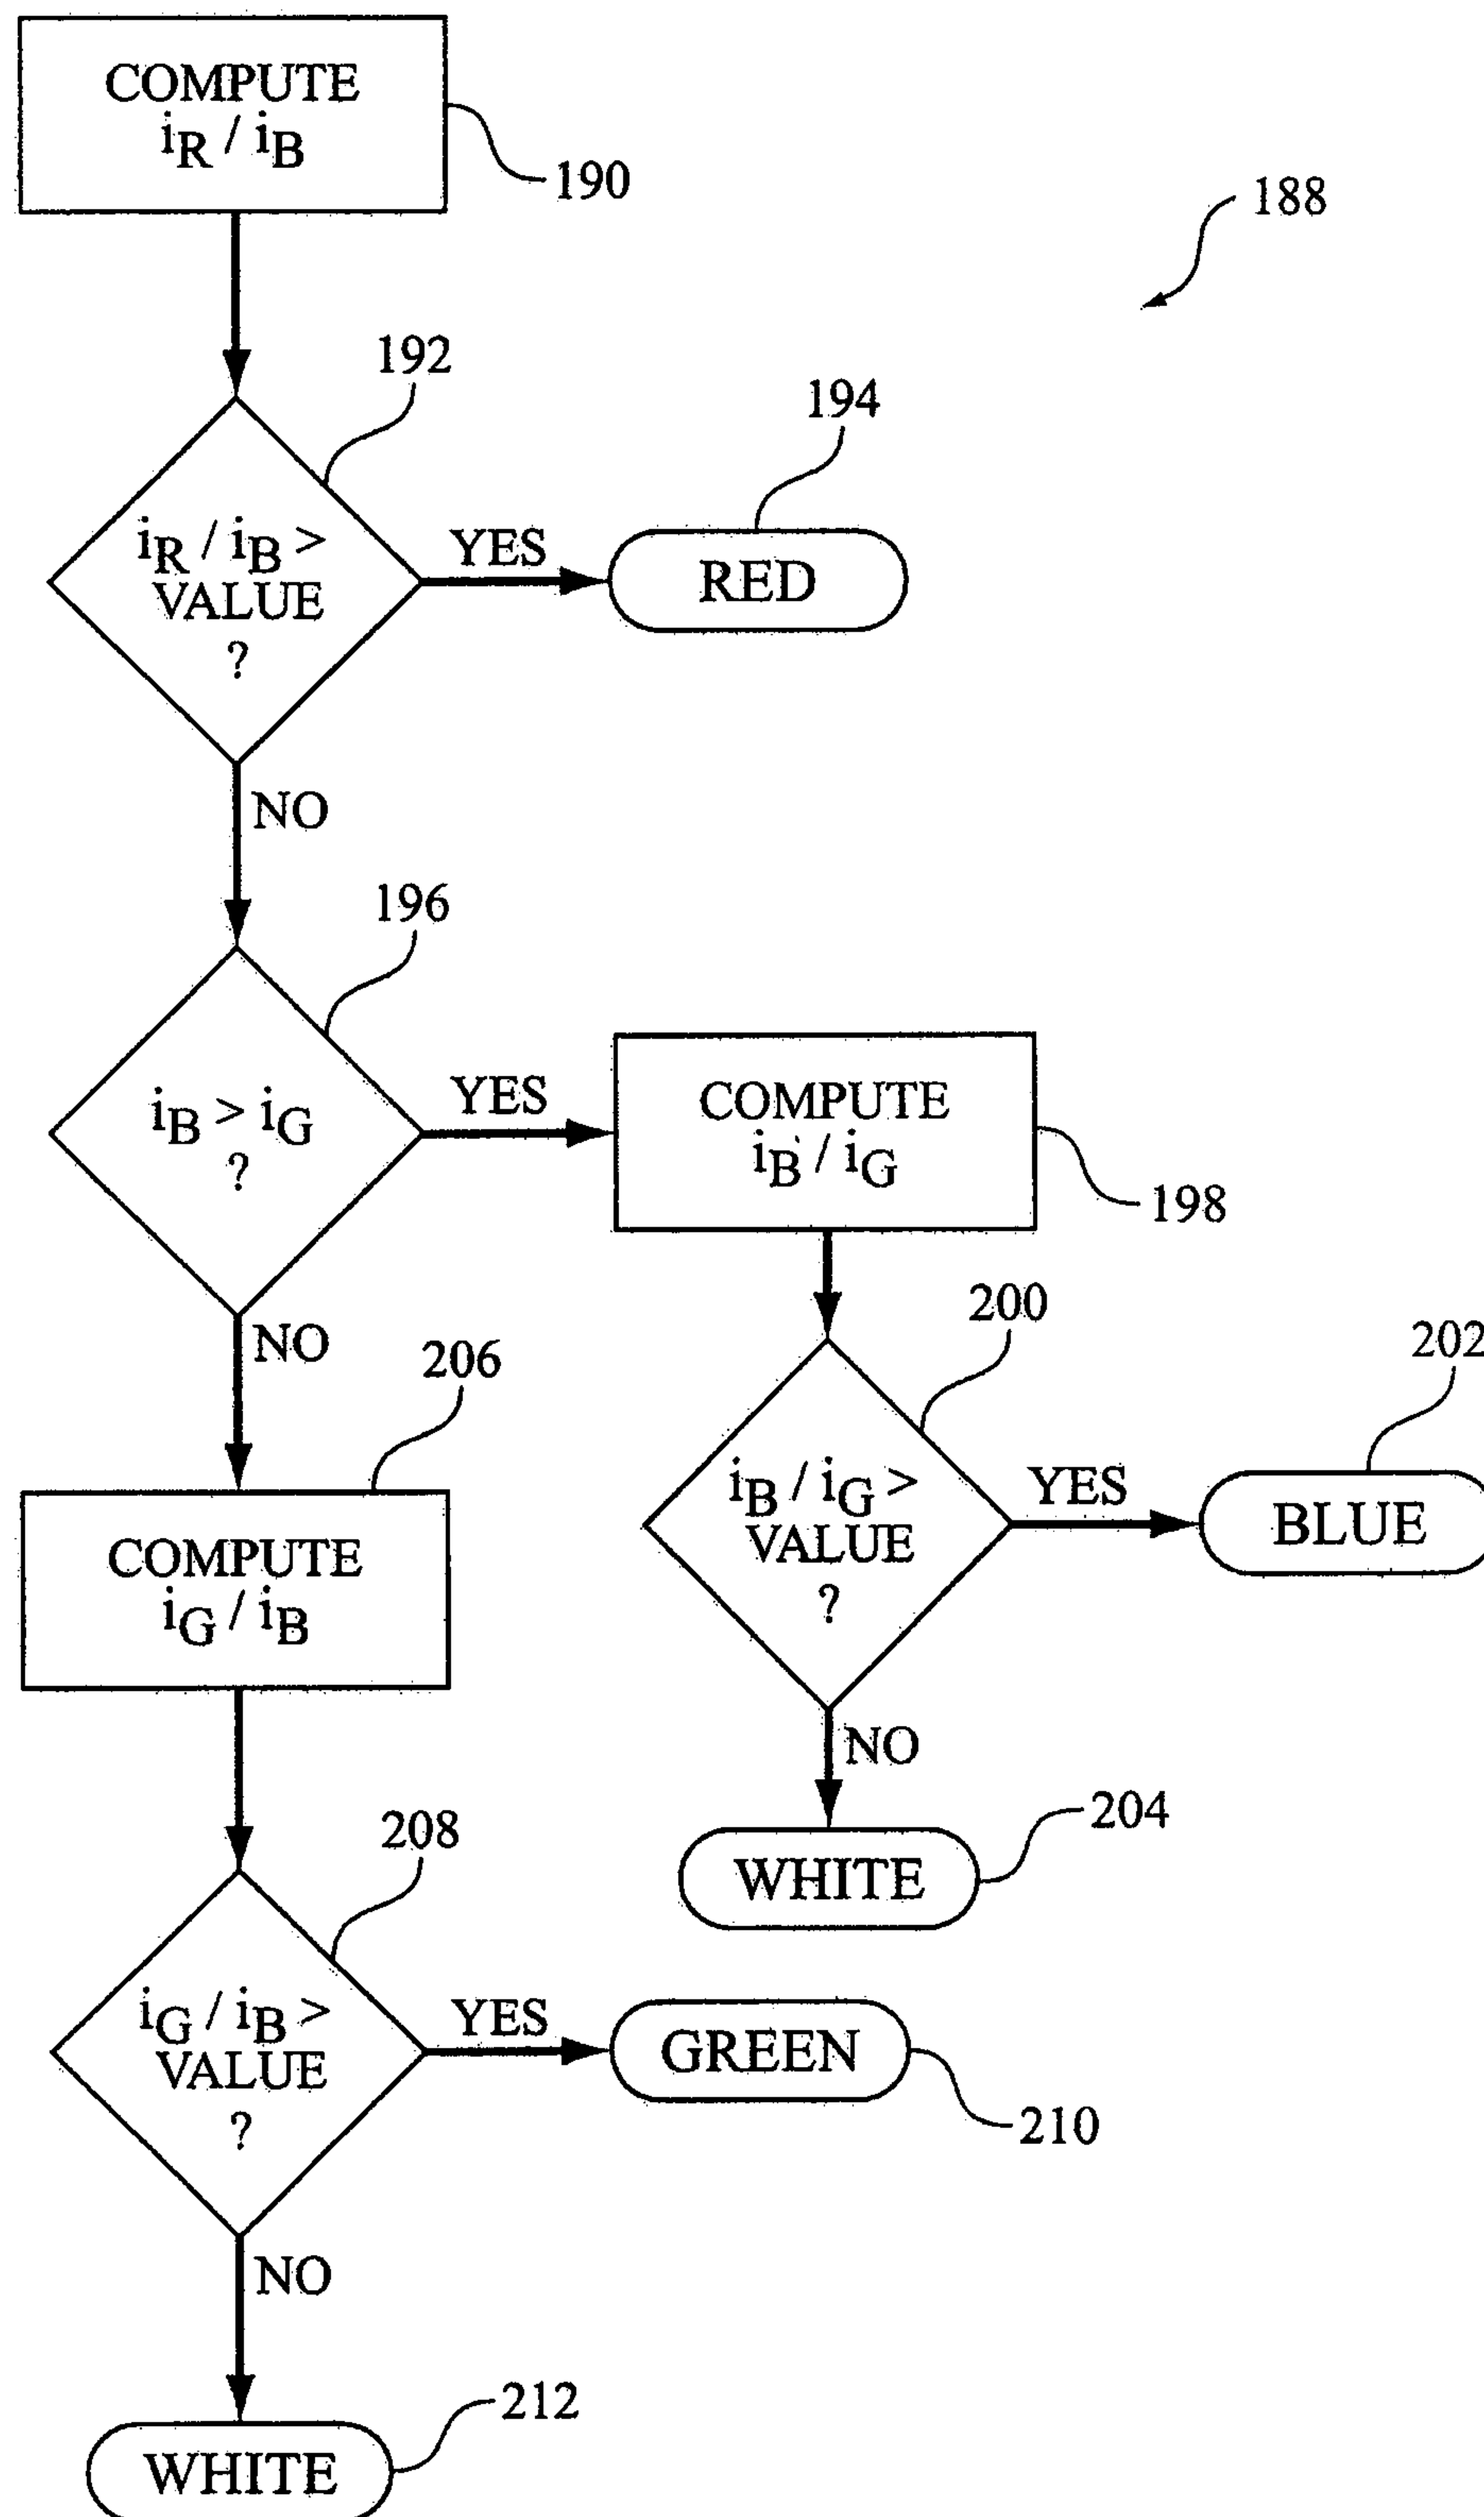 COMPUTE
iR / iB
190
188
192
194
iR / iB >
VALUE
?
YES
RED
NO
196
iB > iG
?
YES
COMPUTE
iB / iG
198
NO
206
200
202
COMPUTE
iG / iB
iB / iG >
VALUE
?
YES
BLUE
NO
204
WHITE
208
iG / iB >
VALUE
?
YES
GREEN
210
NO
212
WHITE